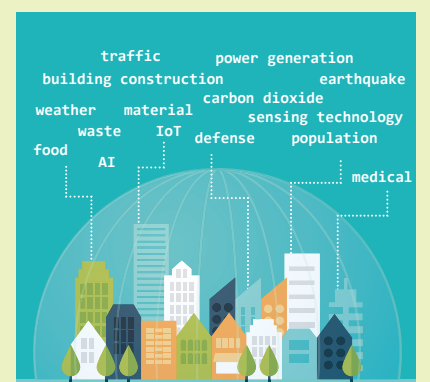 traffic
power generation
building construction
earthquake
carbon dioxide
weather
material
sensing technology
waste
IoT
defense
population
food
AI
medical